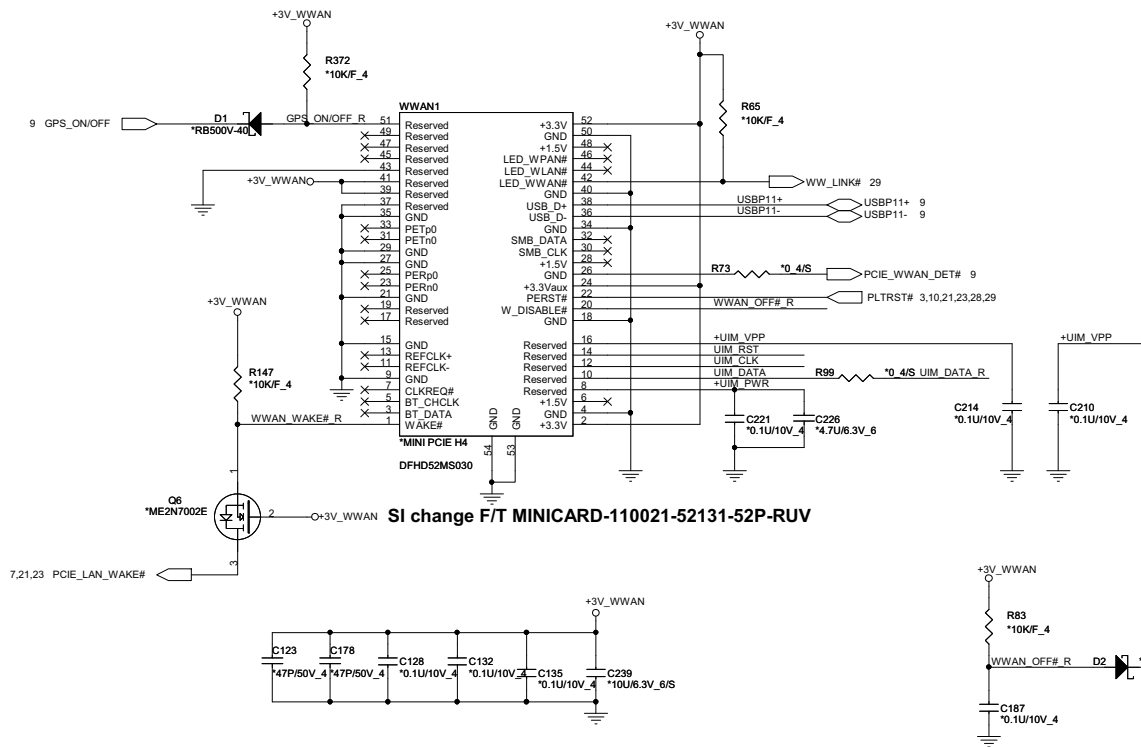 +3V_WWAN
+3V_WWAN
R372
*10K/F_4
R65
*10K/F_4
WWAN1
9 GPS_ON/OFF
D1
*RB500V-40
GPS_ON/OFF_R
51 Reserved +3.3V 52
49 Reserved GND 50
47 Reserved +1.5V 48
45 Reserved LED_WPAN# 46
43 Reserved LED_WLAN# 44
+3V_WWAN
41 Reserved LED_WWAN# 42
WW_LINK# 29
39 Reserved GND 40
37 Reserved USB_D+ 38 USBP11+
USBP11+ 9
35 GND USB_D- 36 USBP11-
USBP11- 9
33 PETp0 GND 34
31 PETn0 SMB_DATA 32
29 GND SMB_CLK 30
27 GND +1.5V 28
25 PERp0 GND 26
R73 *0_4/S
PCIE_WWAN_DET# 9
23 PERn0 +3.3Vaux 24
21 GND PERST# 22
PLTRST# 3,10,21,23,28,29
19 Reserved W_DISABLE# 20 WWAN_OFF#_R
17 Reserved GND 18
15 GND Reserved 16 +UIM_VPP
+UIM_VPP
13 REFCLK+ Reserved 14 UIM_RST
11 REFCLK- Reserved 12 UIM_CLK
9 GND Reserved 10 UIM_DATA
R99 *0_4/S UIM_DATA_R
7 CLKREQ# Reserved 8 +UIM_PWR
5 BT_CHCLK +1.5V 6
3 BT_DATA GND 4
1 WAKE# +3.3V 2
GND GND
54 53
+3V_WWAN
R147
*10K/F_4
WWAN_WAKE#_R
*MINI PCIE H4
DFHD52MS030
C221
*0.1U/10V_4
C226
*4.7U/6.3V_6
C214
*0.1U/10V_4
C210
*0.1U/10V_4
1
Q6
*ME2N7002E
2
+3V_WWAN
3
SI change F/T MINICARD-110021-52131-52P-RUV
7,21,23 PCIE_LAN_WAKE#
+3V_WWAN
C123
*47P/50V_4
C178
*47P/50V_4
C128
*0.1U/10V_4
C132
*0.1U/10V_4
C135
*0.1U/10V_4
C239
*10U/6.3V_6/S
+3V_WWAN
R83
*10K/F_4
WWAN_OFF#_R
D2
*
C187
*0.1U/10V_4